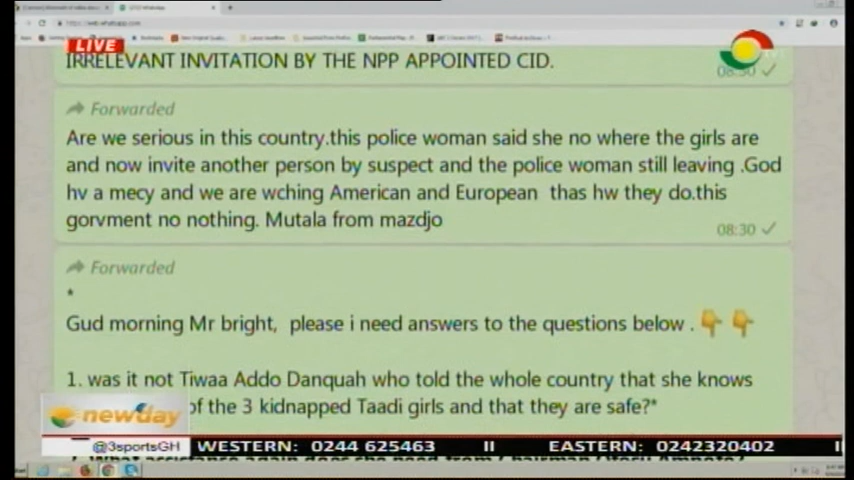 LIVE
IRRELEVANT INVITATION BY THE NPP APPOINTED CID.
08:30
Forwarded
Are we serious in this country.this police woman said she no where the girls are
and now invite another person by suspect and the police woman still leaving .God
hv a mecy and we are wching American and European thas hw they do.this
gorvment no nothing. Mutala from mazdjo
08:30
Forwarded
*
Gud morning Mr bright, please i need answers to the questions below .
1. was it not Tiwaa Addo Danquah who told the whole country that she knows
of the 3 kidnapped Taadi girls and that they are safe?*
newday
@3sportsGH WESTERN: 0244 625463 II EASTERN: 0242320402 II